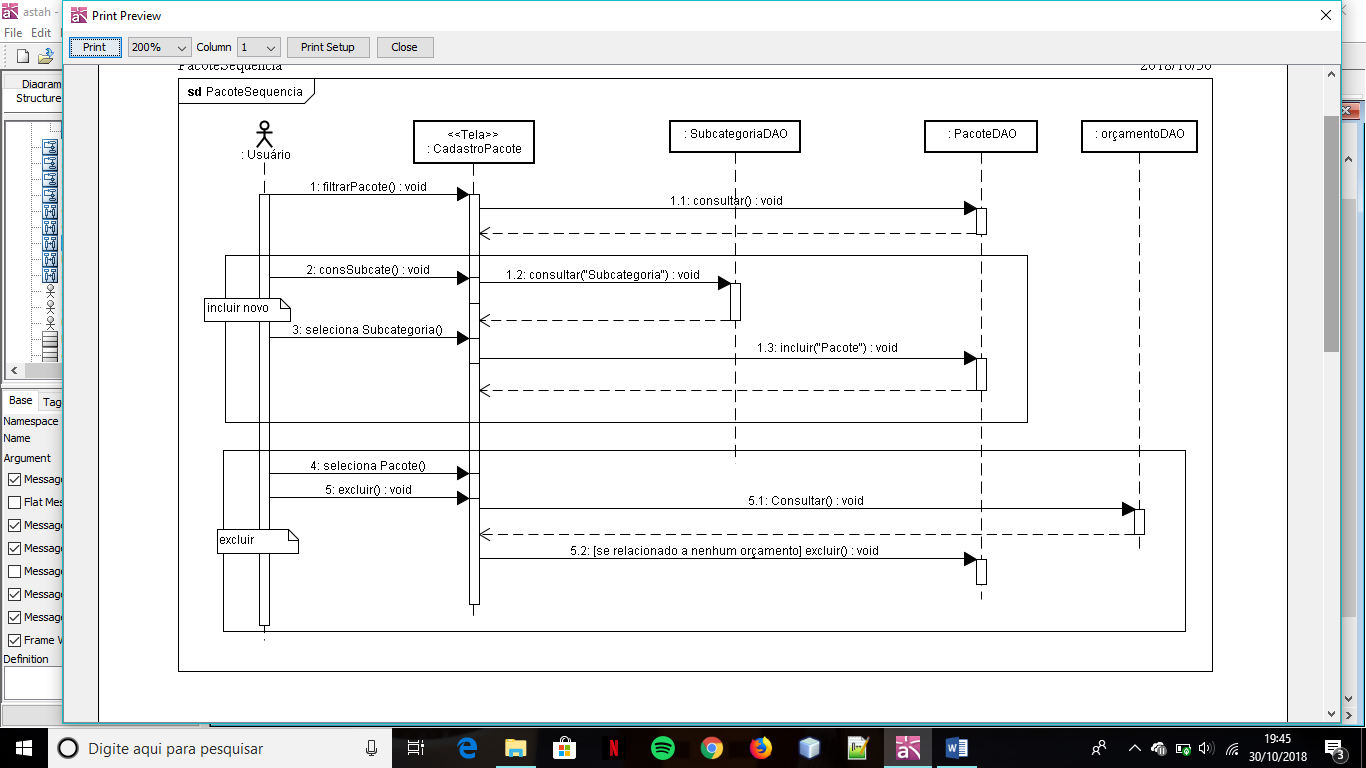 astah -
Print Preview
File Edit
Print 200% Column 1 Print Setup Close
Diagram
Structure
PacoteSequencia 2018/10/30
sd PacoteSequencia
: Usuário
<<Tela>>
: CadastroPacote
: SubcategoriaDAO
: PacoteDAO
: orçamentoDAO
1: filtrarPacote() : void
1.1: consultar() : void
2: consSubcate() : void
1.2: consultar("Subcategoria") : void
incluir novo
3: seleciona Subcategoria()
1.3: incluir("Pacote") : void
4: seleciona Pacote()
5: excluir() : void
5.1: Consultar() : void
excluir
5.2: [se relacionado a nenhum orçamento] excluir() : void
Base Tag
Namespace
Name
Argument
Message
Flat Mes
Message
Message
Message
Message
Message
Frame V
Definition
Digite aqui para pesquisar
19:45
30/10/2018
3